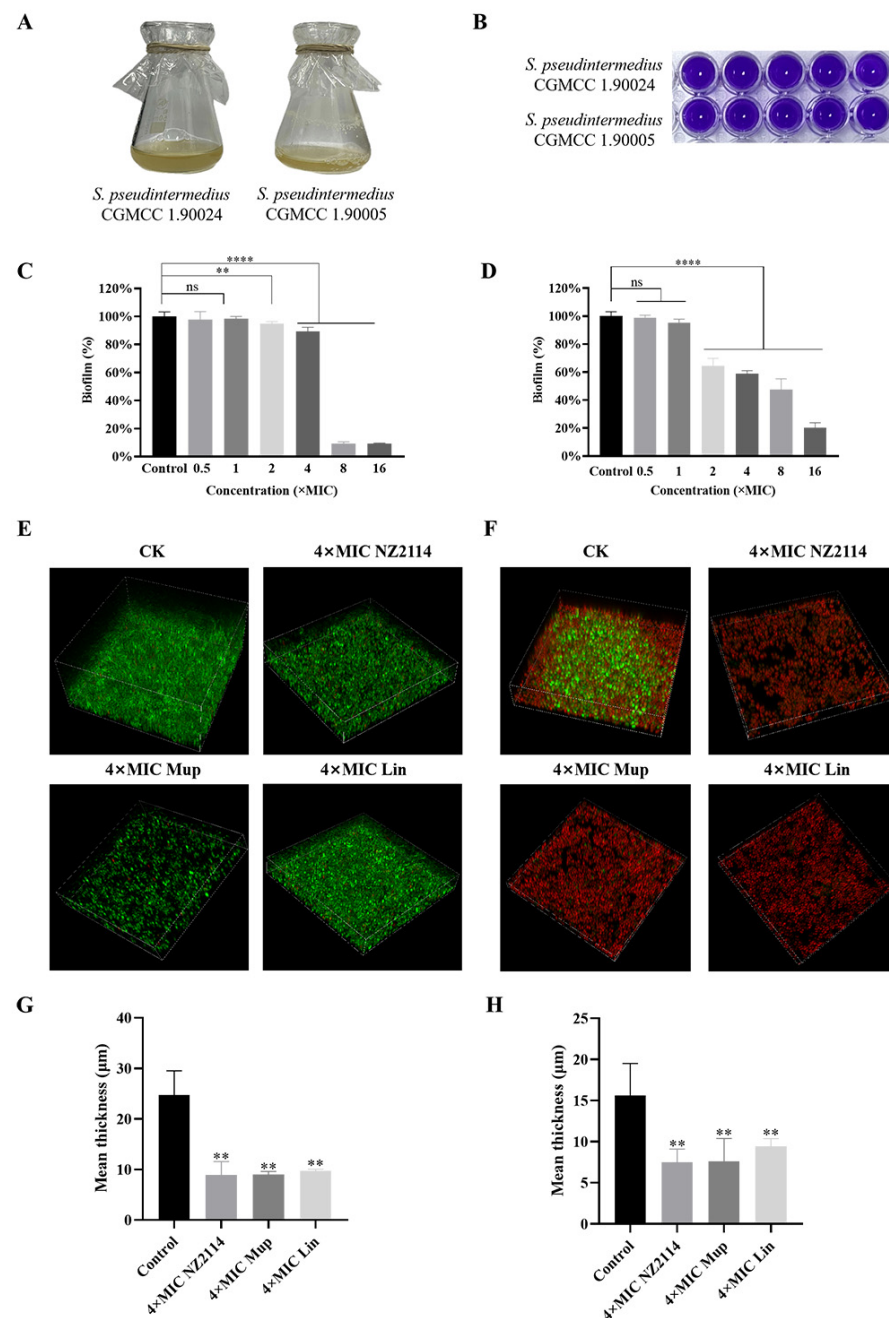 A
S. pseudintermedius
CGMCC 1.90024
S. pseudintermedius
CGMCC 1.90005
B
S. pseudintermedius
CGMCC 1.90024
S. pseudintermedius
CGMCC 1.90005
C
****
**
ns
120%
100%
80%
60%
40%
20%
0%
Biofilm (%)
Control 0.5 1 2 4 8 16
Concentration (×MIC)
D
****
ns
120%
100%
80%
60%
40%
20%
0%
Biofilm (%)
Control 0.5 1 2 4 8 16
Concentration (×MIC)
E
CK
4×MIC NZ2114
4×MIC Mup
4×MIC Lin
F
CK
4×MIC NZ2114
4×MIC Mup
4×MIC Lin
G
40
30
20
10
0
Mean thickness (μm)
** ** **
Control
4×MIC NZ2114
4×MIC Mup
4×MIC Lin
H
25
20
15
10
5
0
Mean thickness (μm)
** ** **
Control
4×MIC NZ2114
4×MIC Mup
4×MIC Lin